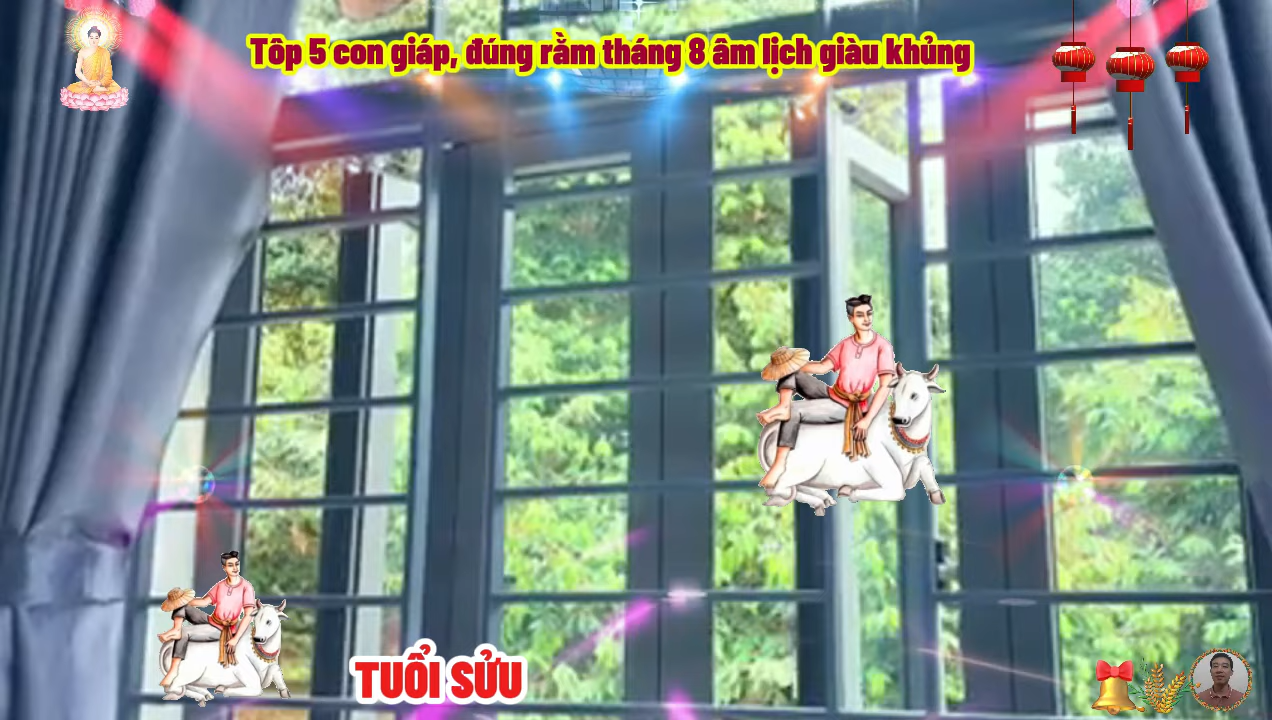 Tôp 5 con giáp, đúng rằm tháng 8 âm lịch giàu khủng
TUỔI SỬU